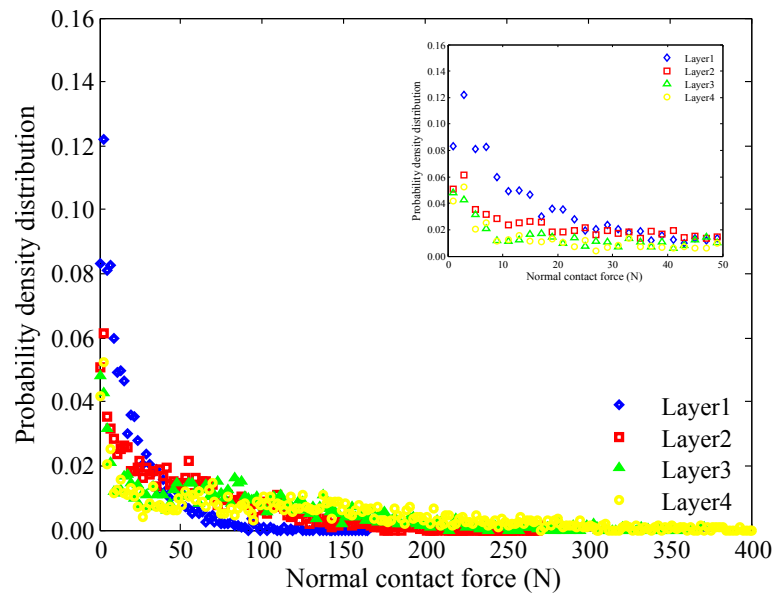 0.16
0.14
0.12
0.10
0.08
0.06
0.04
0.02
0.00
Probability density distribution
0 50 100 150 200 250 300 350 400
Normal contact force (N)
Layer1
Layer2
Layer3
Layer4
0.16
0.14
0.12
0.10
0.08
0.06
0.04
0.02
0.00
Probability density distribution
0 10 20 30 40 50
Normal contact force (N)
Layer1
Layer2
Layer3
Layer4